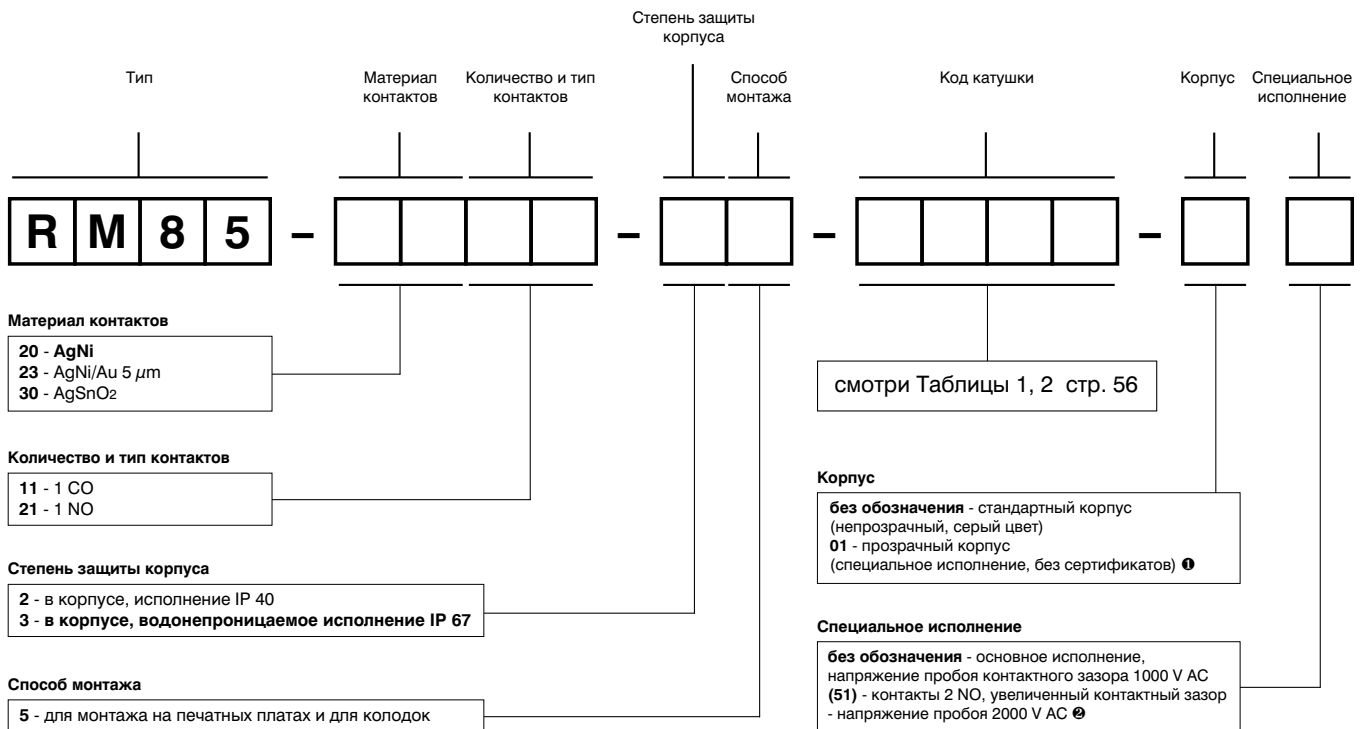 Степень защиты
корпуса
Тип
Материал
контактов
Количество и тип
контактов
Способ
монтажа
Код катушки
Корпус
Специальное
исполнение
R M 8 5 – – – –
Материал контактов
20 - AgNi
23 - AgNi/Au 5 µm
30 - AgSnO2
Количество и тип контактов
11 - 1 CO
21 - 1 NO
Степень защиты корпуса
2 - в корпусе, исполнение IP 40
3 - в корпусе, водонепроницаемое исполнение IP 67
Способ монтажа
5 - для монтажа на печатных платах и для колодок
смотри Таблицы 1, 2 стр. 56
Корпус
без обозначения - стандартный корпус
(непрозрачный, серый цвет)
01 - прозрачный корпус
(специальное исполнение, без сертификатов) ❶
Специальное исполнение
без обозначения - основное исполнение,
напряжение пробоя контактного зазора 1000 V AC
(51) - контакты 2 NO, увеличенный контактный зазор
- напряжение пробоя 2000 V AC ❷